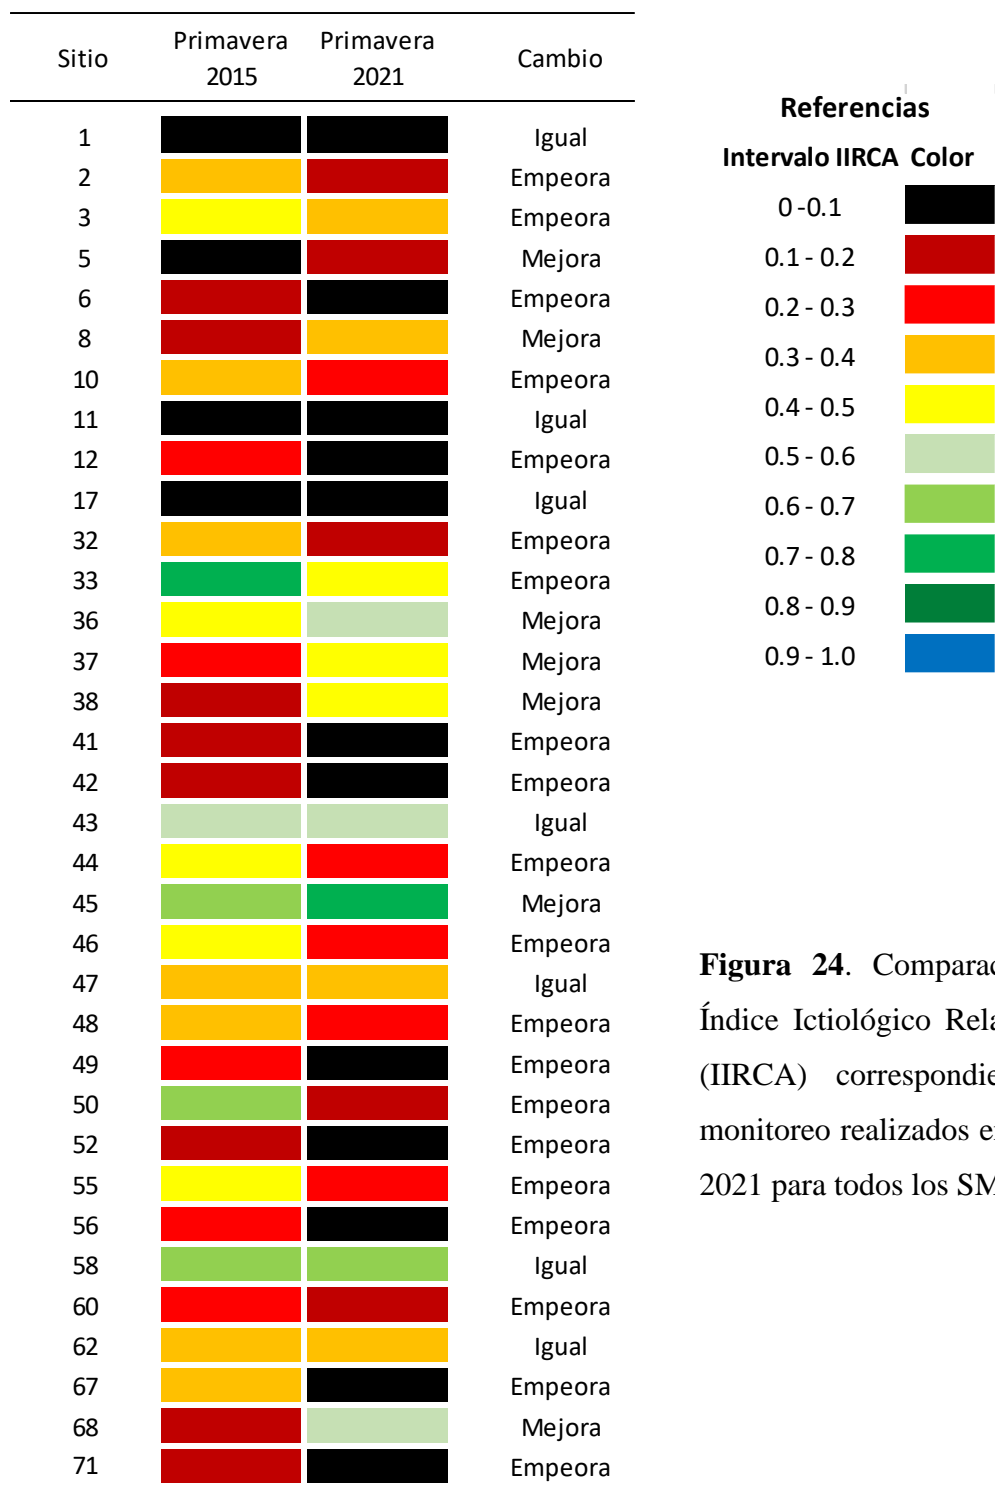 Sitio Primavera 2015 Primavera 2021 Cambio
1 Igual
2 Empeora
3 Empeora
5 Mejora
6 Empeora
8 Mejora
10 Empeora
11 Igual
12 Empeora
17 Igual
32 Empeora
33 Empeora
36 Mejora
37 Mejora
38 Mejora
41 Empeora
42 Empeora
43 Igual
44 Empeora
45 Mejora
46 Empeora
47 Igual
48 Empeora
49 Empeora
50 Empeora
52 Empeora
55 Empeora
56 Empeora
58 Igual
60 Empeora
62 Igual
67 Empeora
68 Mejora
71 Empeora
Referencias
Intervalo IIRCA Color
0 -0.1
0.1 - 0.2
0.2 - 0.3
0.3 - 0.4
0.4 - 0.5
0.5 - 0.6
0.6 - 0.7
0.7 - 0.8
0.8 - 0.9
0.9 - 1.0
Figura 24.
Índice Ictiológico
(IIRCA)
monitoreo realizados
2021 para todos los